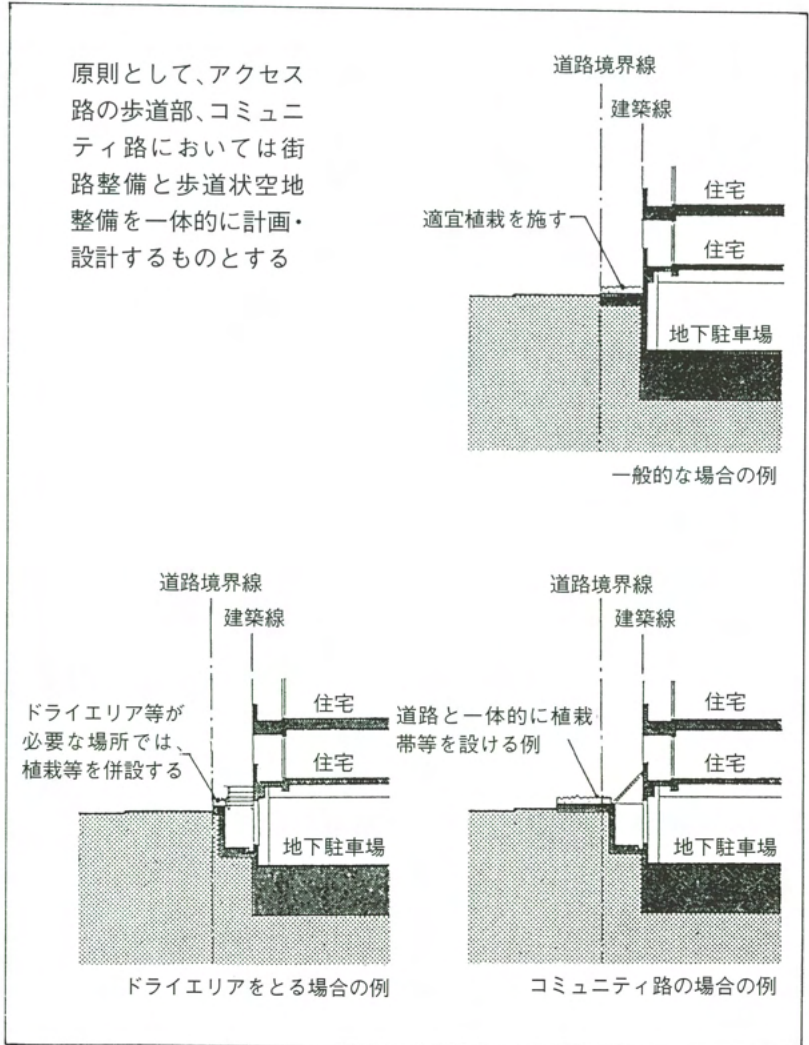 原則として、アクセス
路の歩道部、コミュニ
ティ路においては街
路整備と歩道状空地
整備を一体的に計画・
設計するものとする
道路境界線
建築線
住宅
適宜植栽を施す
住宅
地下駐車場
一般的な場合の例
道路境界線
建築線
住宅
ドライエリア等が
必要な場所では、
植栽等を併設する
住宅
地下駐車場
ドライエリアをとる場合の例
道路境界線
建築線
住宅
道路と一体的に植栽
帯等を設ける例
住宅
地下駐車場
コミュニティ路の場合の例